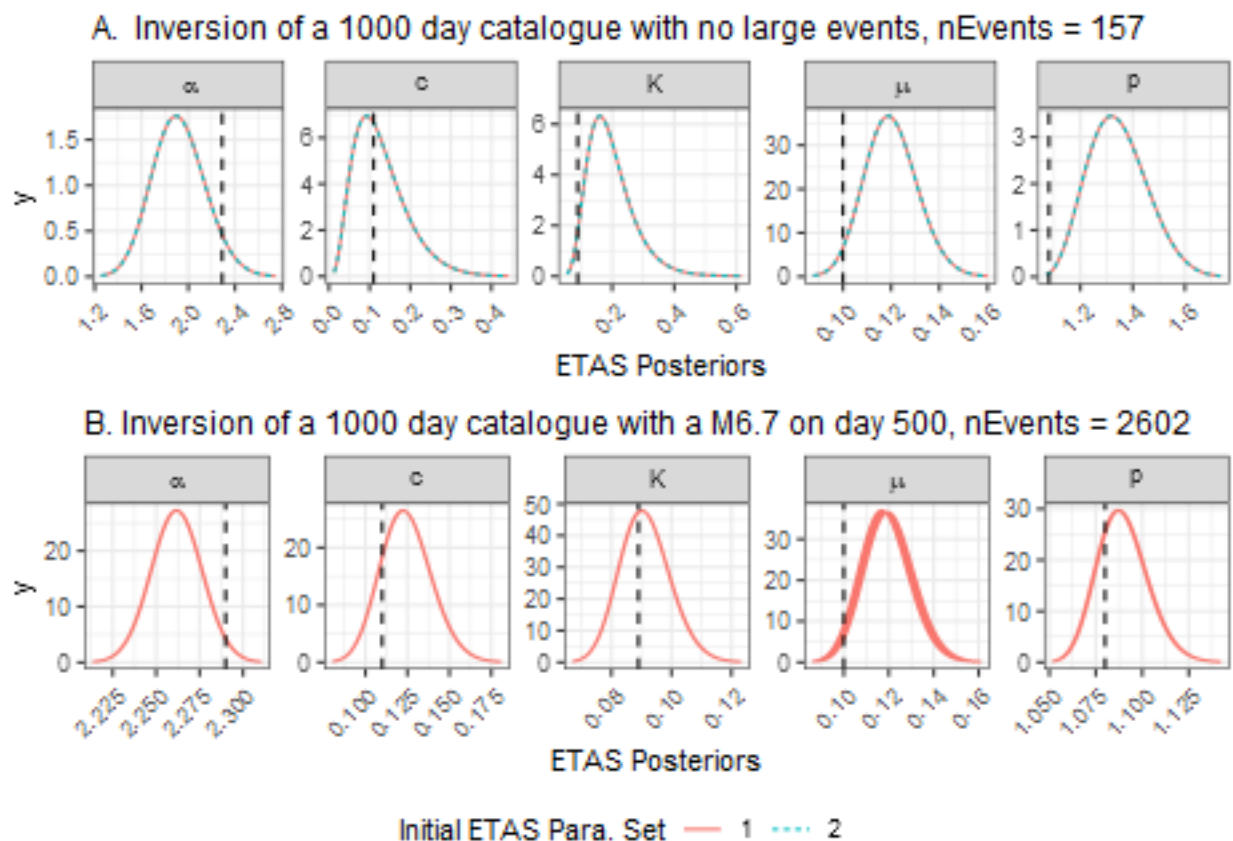 A. Inversion of a 1000 day catalogue with no large events, nEvents = 157
α c K μ p
y
1.5
1.0
0.5
0.0
1.2 1.6 2.0 2.4 2.8
6
4
2
0
0.0 0.1 0.2 0.3 0.4
6
4
2
0
0.2 0.4 0.6
30
20
10
0
0.10 0.12 0.14 0.16
3
2
1
0
1.2 1.4 1.6
ETAS Posteriors
B. Inversion of a 1000 day catalogue with a M6.7 on day 500, nEvents = 2602
α c K μ p
y
20
10
0
2.225 2.250 2.275 2.300
20
10
0
0.100 0.125 0.150 0.175
50
40
30
20
10
0
0.08 0.10 0.12
30
20
10
0
0.10 0.12 0.14 0.16
30
20
10
0
1.050 1.075 1.100 1.125
ETAS Posteriors
Initial ETAS Para. Set 1 2